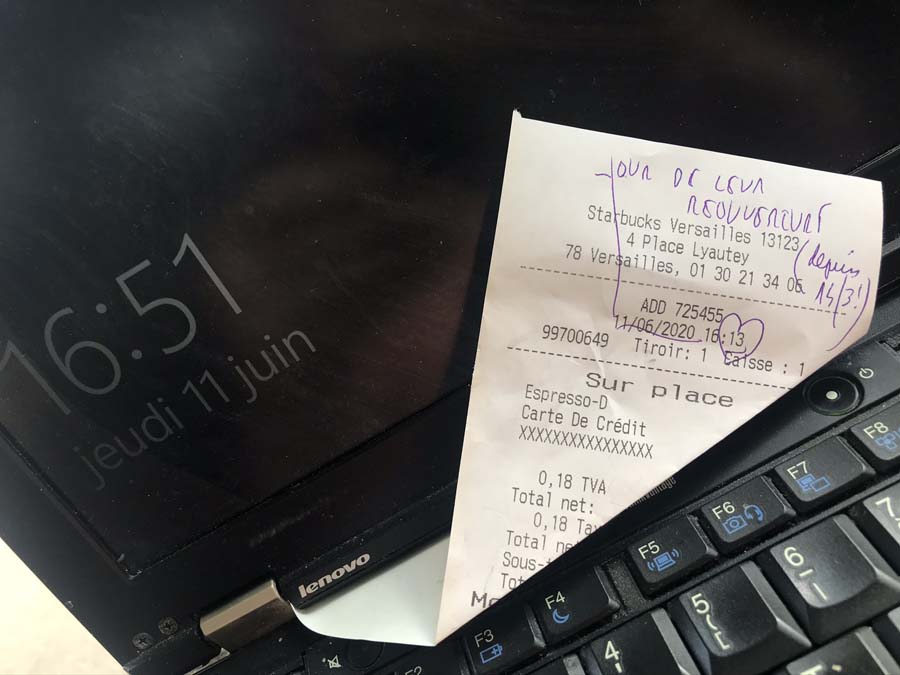 16:51
jeudi 11 juin
JOUR DE LEUR
REOUVERTURE
(depuis
14/3!)
Starbucks Versailles 13123
4 Place Lyautey
78 Versailles, 01 30 21 34 06
ADD 725455
11/06/2020 16:13
99700649 Tiroir: 1 Caisse : 1
Sur place
Espresso-D
Carte De Crédit
XXXXXXXXXXXXXXXX
0,18 TVA
Total net:
0,18
Total
lenovo
F3
F4
F5
F6
F7
F8
4
5
6
7